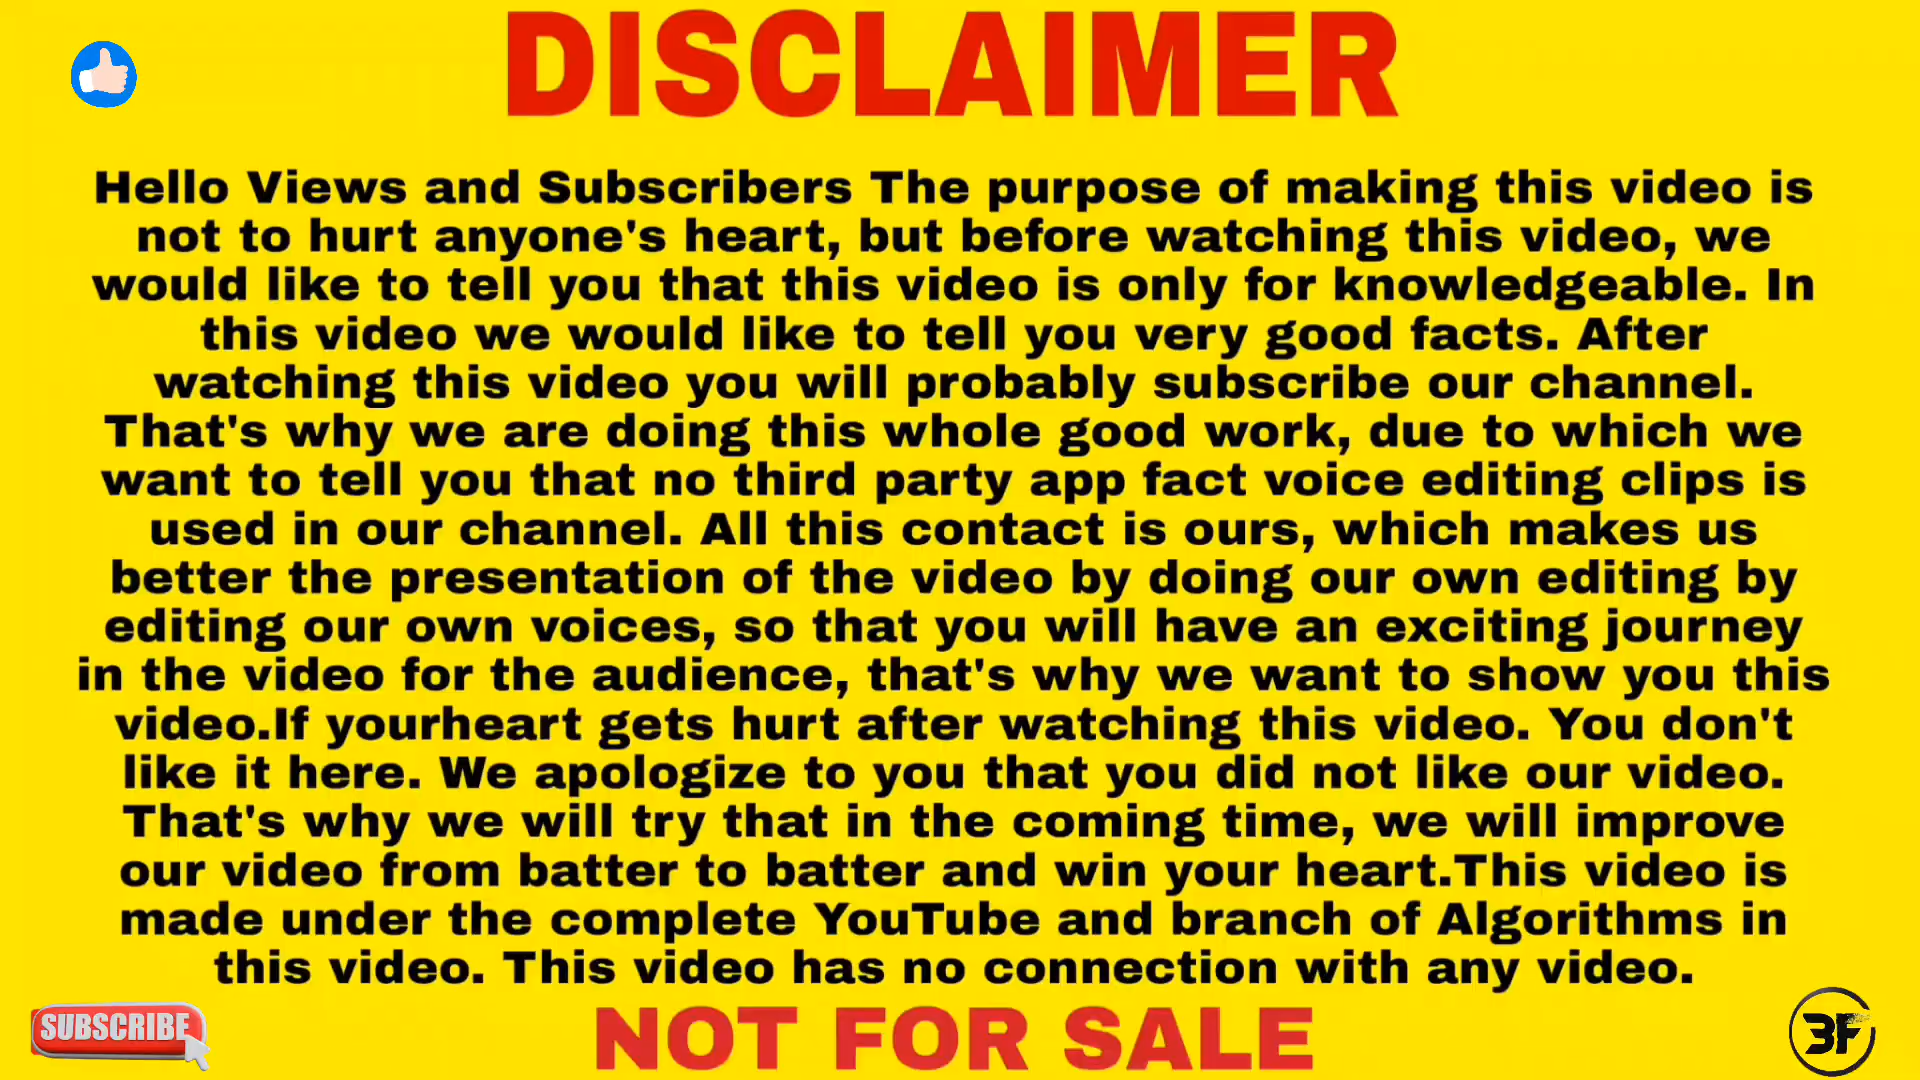 DISCLAIMER
Hello Views and Subscribers The purpose of making this video is
not to hurt anyone's heart, but before watching this video, we
would like to tell you that this video is only for knowledgeable. In
this video we would like to tell you very good facts. After
watching this video you will probably subscribe our channel.
That's why we are doing this whole good work, due to which we
want to tell you that no third party app fact voice editing clips is
used in our channel. All this contact is ours, which makes us
better the presentation of the video by doing our own editing by
editing our own voices, so that you will have an exciting journey
in the video for the audience, that's why we want to show you this
video.If yourheart gets hurt after watching this video. You don't
like it here. We apologize to you that you did not like our video.
That's why we will try that in the coming time, we will improve
our video from batter to batter and win your heart.This video is
made under the complete YouTube and branch of Algorithms in
this video. This video has no connection with any video.
SUBSCRIBE
NOT FOR SALE
3F